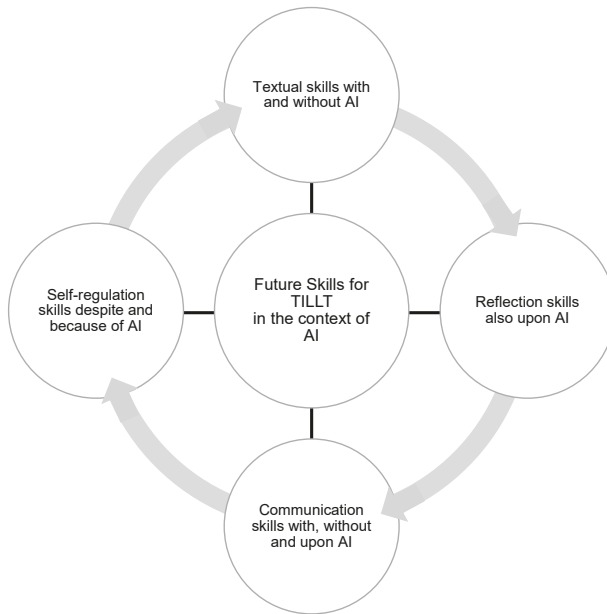 Textual skills with
and without AI
Self-regulation
skills despite and
because of AI
Future Skills for
TILLT
in the context of
AI
Reflection skills
also upon AI
Communication
skills with, without
and upon AI